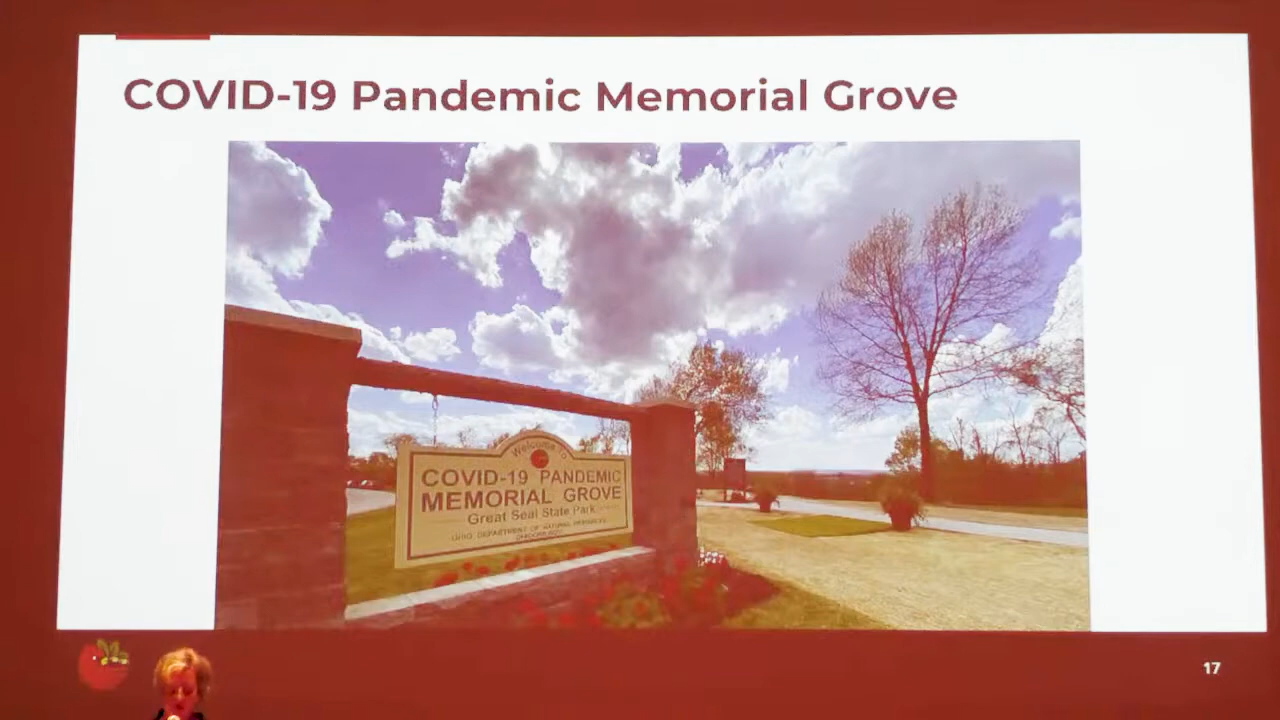 COVID-19 Pandemic Memorial Grove
Welcome To
COVID-19 PANDEMIC
MEMORIAL GROVE
Great Seal State Park
OHIO DEPARTMENT OF NATURAL RESOURCES
17